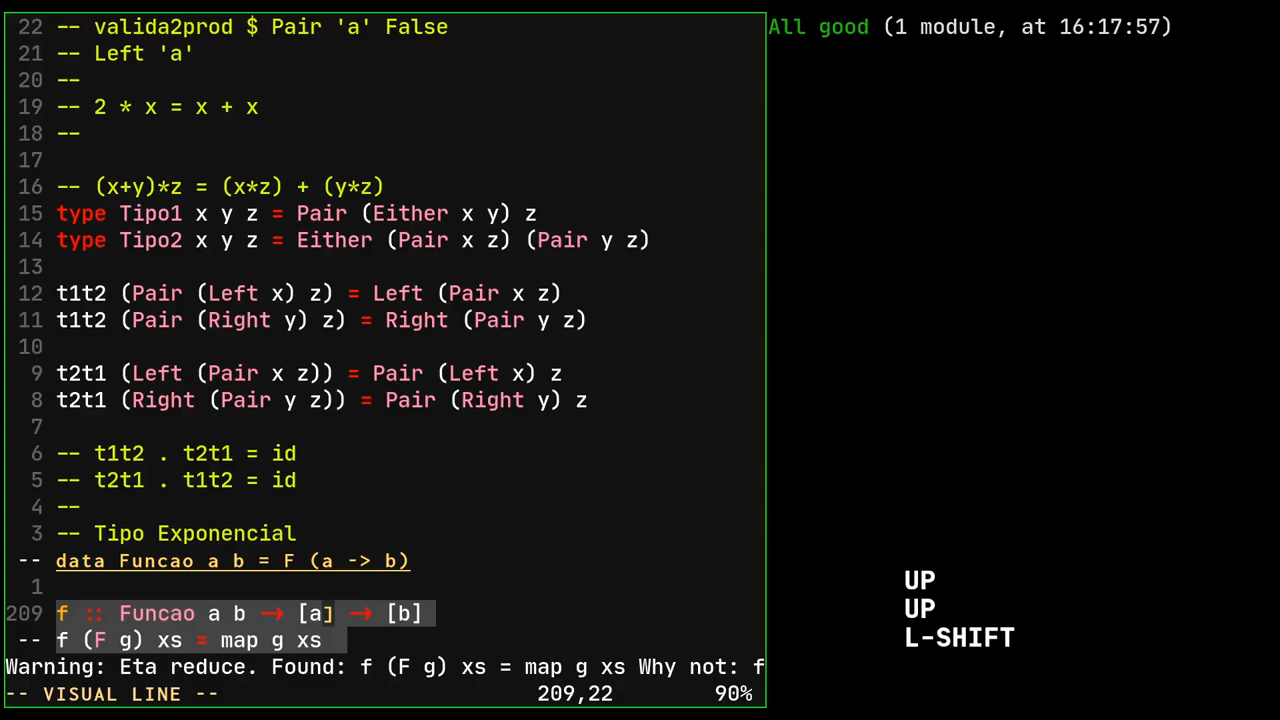 22 -- valida2prod $ Pair 'a' False
21 -- Left 'a'
20 --
19 -- 2 * x = x + x
18 --
17
16 -- (x+y)*z = (x*z) + (y*z)
15 type Tipo1 x y z = Pair (Either x y) z
14 type Tipo2 x y z = Either (Pair x z) (Pair y z)
13
12 t1t2 (Pair (Left x) z) = Left (Pair x z)
11 t1t2 (Pair (Right y) z) = Right (Pair y z)
10
9 t2t1 (Left (Pair x z)) = Pair (Left x) z
8 t2t1 (Right (Pair y z)) = Pair (Right y) z
7
6 -- t1t2 . t2t1 = id
5 -- t2t1 . t1t2 = id
4 --
3 -- Tipo Exponencial
-- data Funcao a b = F (a -> b)
1
209 f :: Funcao a b -> [a] -> [b]
-- f (F g) xs = map g xs
Warning: Eta reduce. Found: f (F g) xs = map g xs Why not: f
-- VISUAL LINE -- 209,22 90%
All good (1 module, at 16:17:57)
UP
UP
L-SHIFT